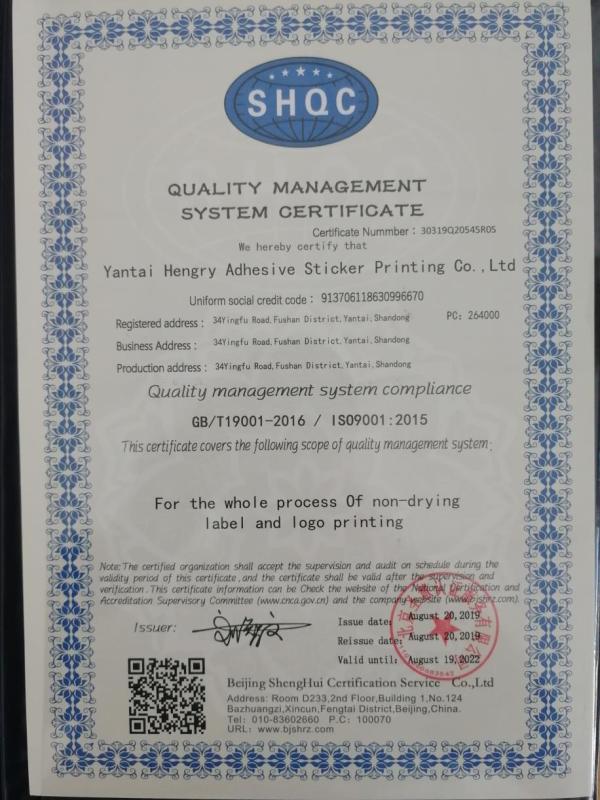 SHQC
QUALITY MANAGEMENT
SYSTEM CERTIFICATE
Certificate Nummber : 30319Q20545R0S
We hereby certify that
Yantai Hengry Adhesive Sticker Printing Co.,Ltd
Uniform social credit code : 913706118630996670
Registered address : 34Yingfu Road,Fushan District,Yantai,Shandong PC: 264000
Business Address : 34Yingfu Road,Fushan District,Yantai,Shandong
Production address : 34Yingfu Road,Fushan District,Yantai,Shandong
Quality management system compliance
GB/T19001-2016 / ISO9001:2015
This certificate covers the following scope of quality management system:
For the whole process Of non-drying
label and logo printing
Note: The certified organization shall accept the supervision and audit on schedule during the
validity period of this certificate, and the certificate shall be valid after the supervision and
verification. This certificate information can be Check the website of the National Certification and
Accreditation Supervisory Committee (www.cnca.gov.cn) and the company website (www.bjshrz.com).
Issuer:
Issue date: August 20,2019
Reissue date: August 20,2019
Valid until: August 19,2022
Beijing ShengHui Certification Service Co.,Ltd
Address: Room D233,2nd Floor,Building 1,No.124
Bazhuangzi,Xincun,Fengtai District,Beijing,China.
Tel: 010-83602660 P.C: 100070
URL: www.bjshrz.com